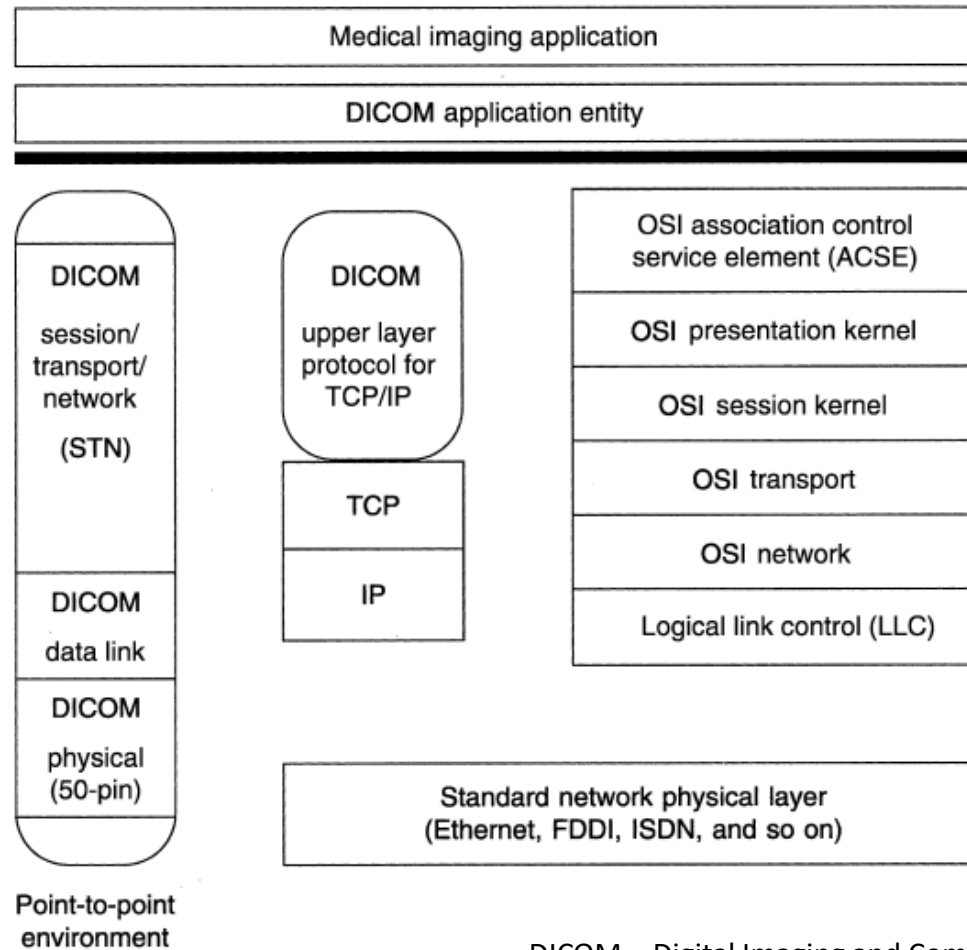 Medical imaging application
DICOM application entity
DICOM
session/
transport/
network
(STN)
DICOM
data link
DICOM
physical
(50-pin)
Point-to-point
environment
DICOM
upper layer
protocol for
TCP/IP
TCP
IP
OSI association control
service element (ACSE)
OSI presentation kernel
OSI session kernel
OSI transport
OSI network
Logical link control (LLC)
Standard network physical layer
(Ethernet, FDDI, ISDN, and so on)
DICOM Digital Imaging and Com